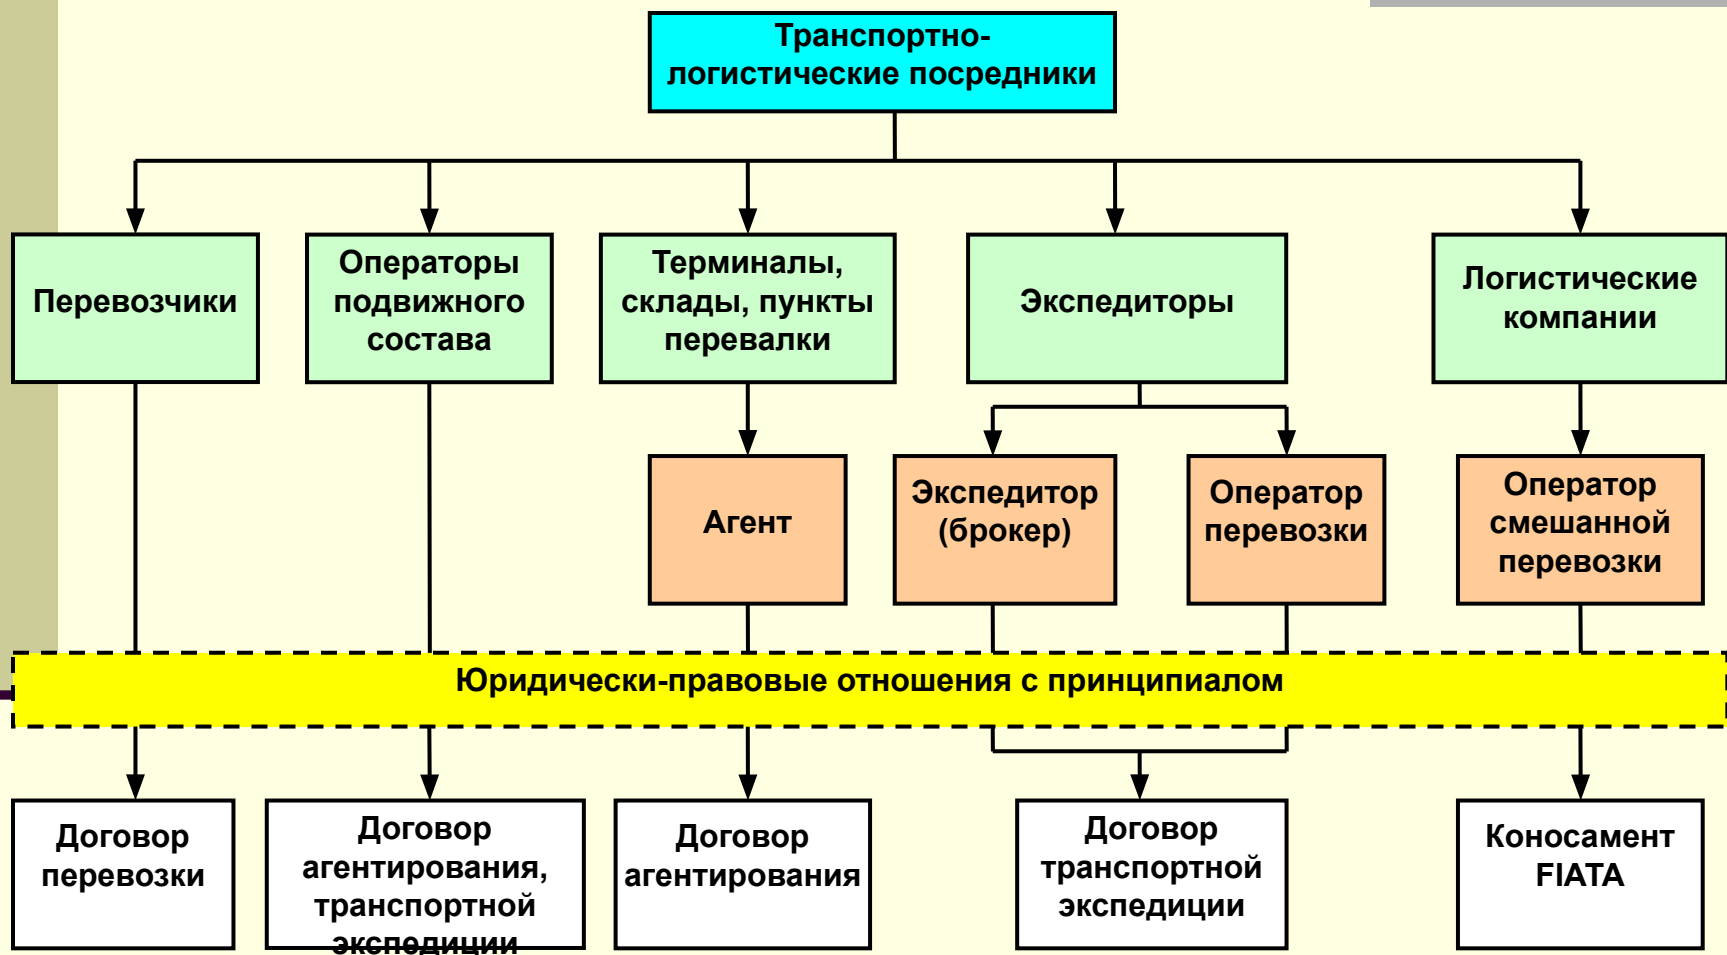 Транспортно-
логистические посредники
Перевозчики
Операторы
подвижного
состава
Терминалы,
склады, пункты
перевалки
Экспедиторы
Логистические
компании
Агент
Экспедитор
(брокер)
Оператор
перевозки
Оператор
смешанной
перевозки
Юридически-правовые отношения с принципиалом
Договор
перевозки
Договор
агентирования,
транспортной
экспедиции
Договор
агентирования
Договор
транспортной
экспедиции
Коносамент
FIATA